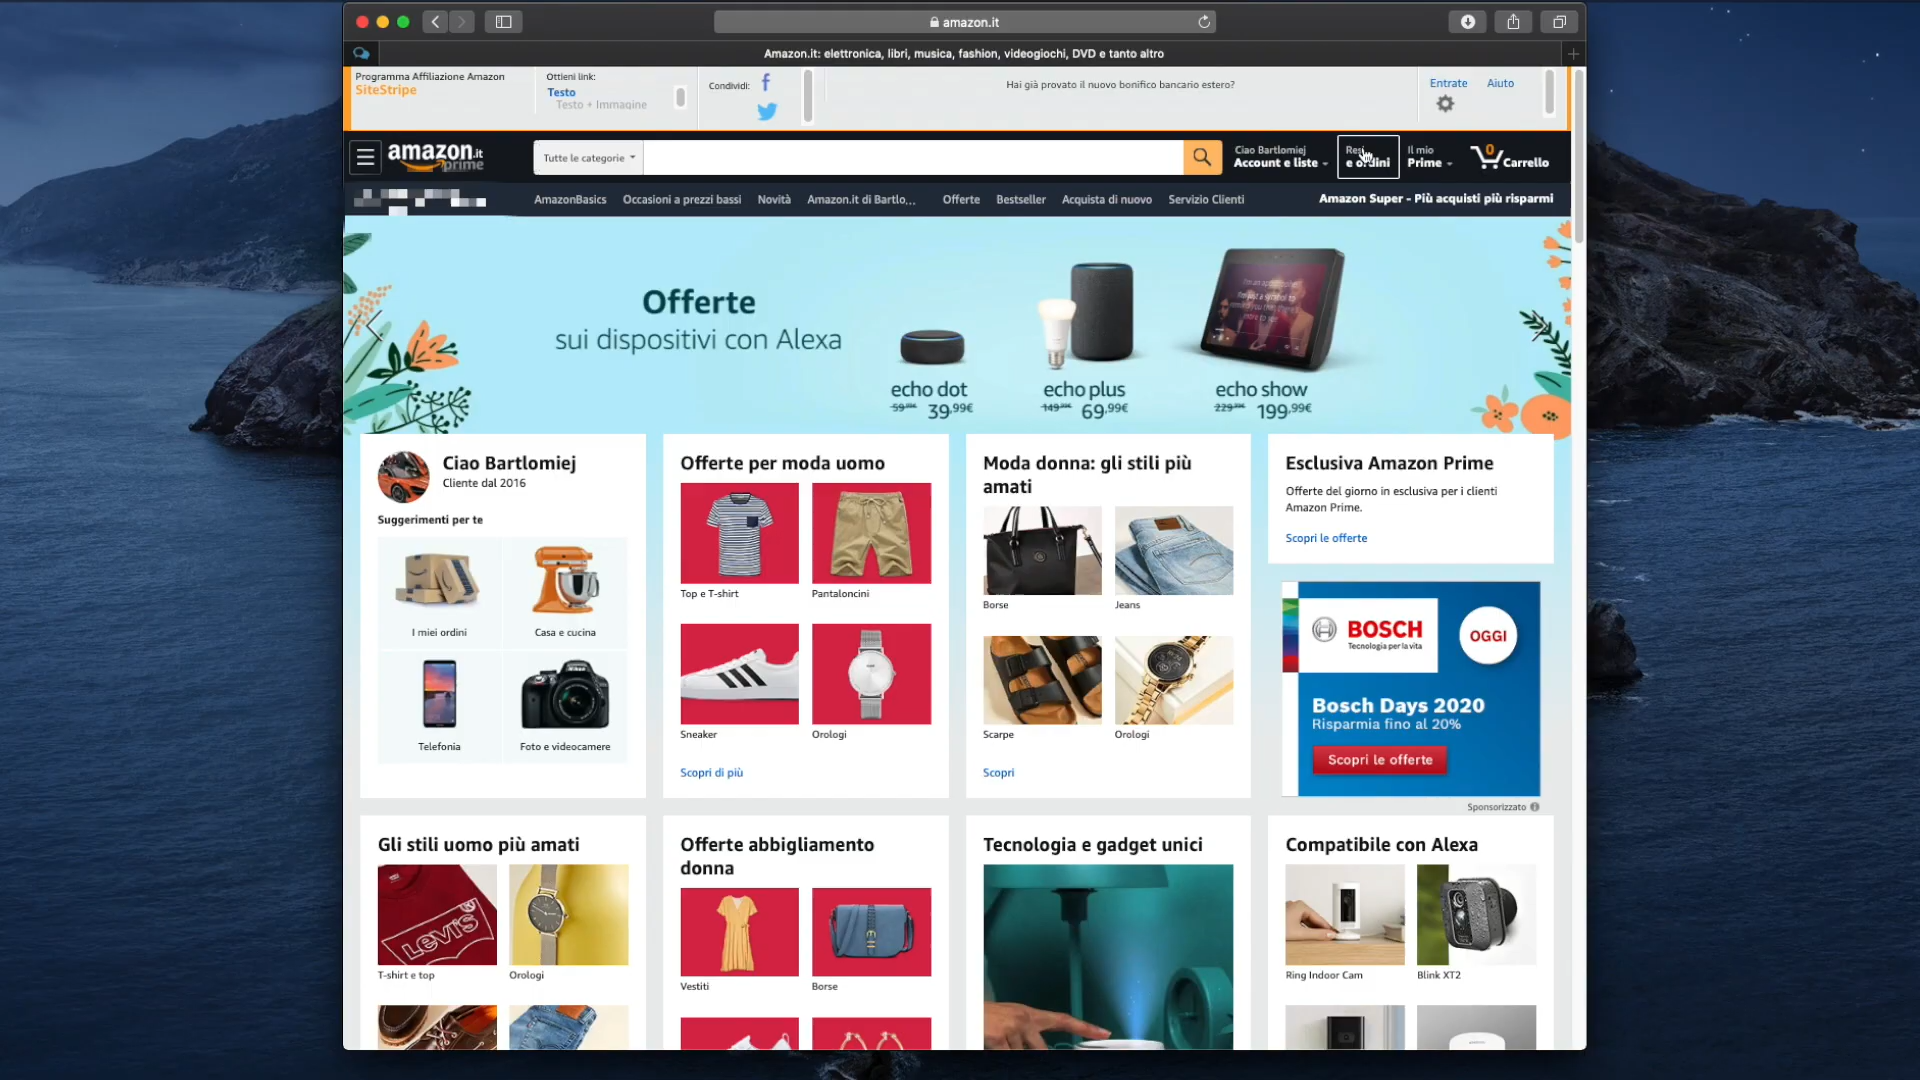 amazon.it
Amazon.it: elettronica, libri, musica, fashion, videogiochi, DVD e tanto altro
Programma Affiliazione Amazon
SiteStripe
Ottieni link:
Testo
Testo + Immagine
Condividi:
Hai già provato il nuovo bonifico bancario estero?
Entrate
Aiuto
amazon.it
prime
Tutte le categorie
Ciao Bartlomiej
Account e liste
e ordini
Il mio
Prime
0
Carrello
AmazonBasics
Occasioni a prezzi bassi
Novità
Amazon.it di Bartlo...
Offerte
Bestseller
Acquista di nuovo
Servizio Clienti
Amazon Super - Più acquisti più risparmi
Offerte
sui dispositivi con Alexa
echo dot
59,99€ 39,99€
echo plus
149,99€ 69,99€
echo show
229,99€ 199,99€
Ciao Bartlomiej
Cliente dal 2016
Suggerimenti per te
I miei ordini
Casa e cucina
Telefonia
Foto e videocamere
Offerte per moda uomo
Top e T-shirt
Pantaloncini
Sneaker
Orologi
Scopri di più
Moda donna: gli stili più
amati
Borse
Jeans
Scarpe
Orologi
Scopri
Esclusiva Amazon Prime
Offerte del giorno in esclusiva per i clienti
Amazon Prime.
Scopri le offerte
BOSCH
Tecnologia per la vita
OGGI
Bosch Days 2020
Risparmia fino al 20%
Scopri le offerte
Sponsorizzato
Gli stili uomo più amati
LEVI'S
T-shirt e top
Orologi
Offerte abbigliamento
donna
Vestiti
Borse
Tecnologia e gadget unici
Compatibile con Alexa
Ring Indoor Cam
Blink XT2